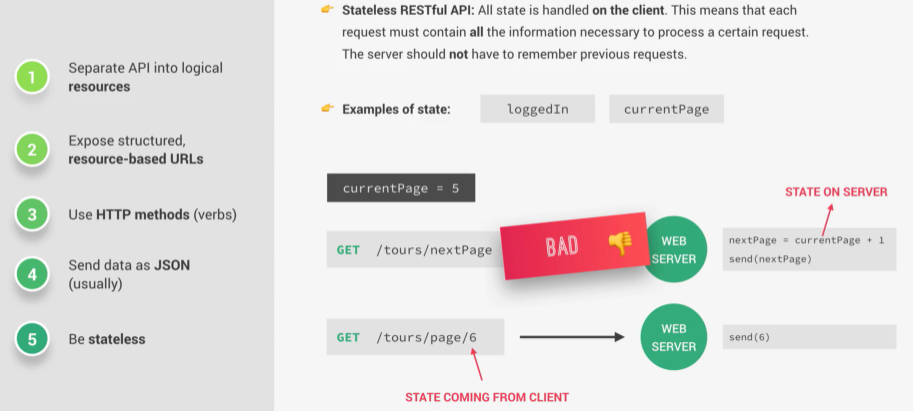 1
Separate API into logical
resources
2
Expose structured,
resource-based URLs
3
Use HTTP methods (verbs)
4
Send data as JSON
(usually)
5
Be stateless
Stateless RESTful API: All state is handled on the client. This means that each
request must contain all the information necessary to process a certain request.
The server should not have to remember previous requests.
Examples of state:
loggedIn
currentPage
currentPage = 5
STATE ON SERVER
GET /tours/nextPage
BAD
WEB
SERVER
nextPage = currentPage + 1
send(nextPage)
GET /tours/page/6
WEB
SERVER
send(6)
STATE COMING FROM CLIENT